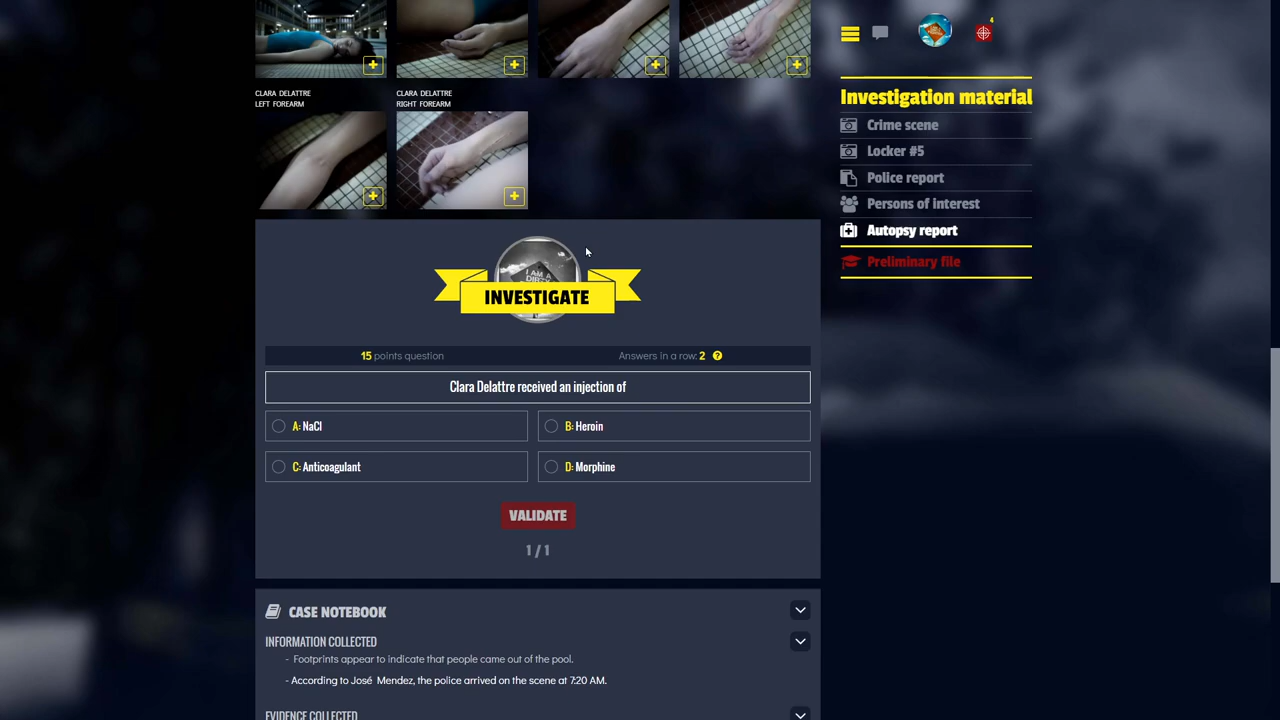 4
CLARA DELATTRE
LEFT FOREARM
CLARA DELATTRE
RIGHT FOREARM
Investigation material
Crime scene
Locker #5
Police report
Persons of interest
Autopsy report
Preliminary file
I AM A
DIRTY
INVESTIGATE
15 points question
Answers in a row: 2 ?
Clara Delattre received an injection of
A: NaCl
B: Heroin
C: Anticoagulant
D: Morphine
VALIDATE
1 / 1
CASE NOTEBOOK
INFORMATION COLLECTED
- Footprints appear to indicate that people came out of the pool.
- According to José Mendez, the police arrived on the scene at 7:20 AM.
EVIDENCE COLLECTED